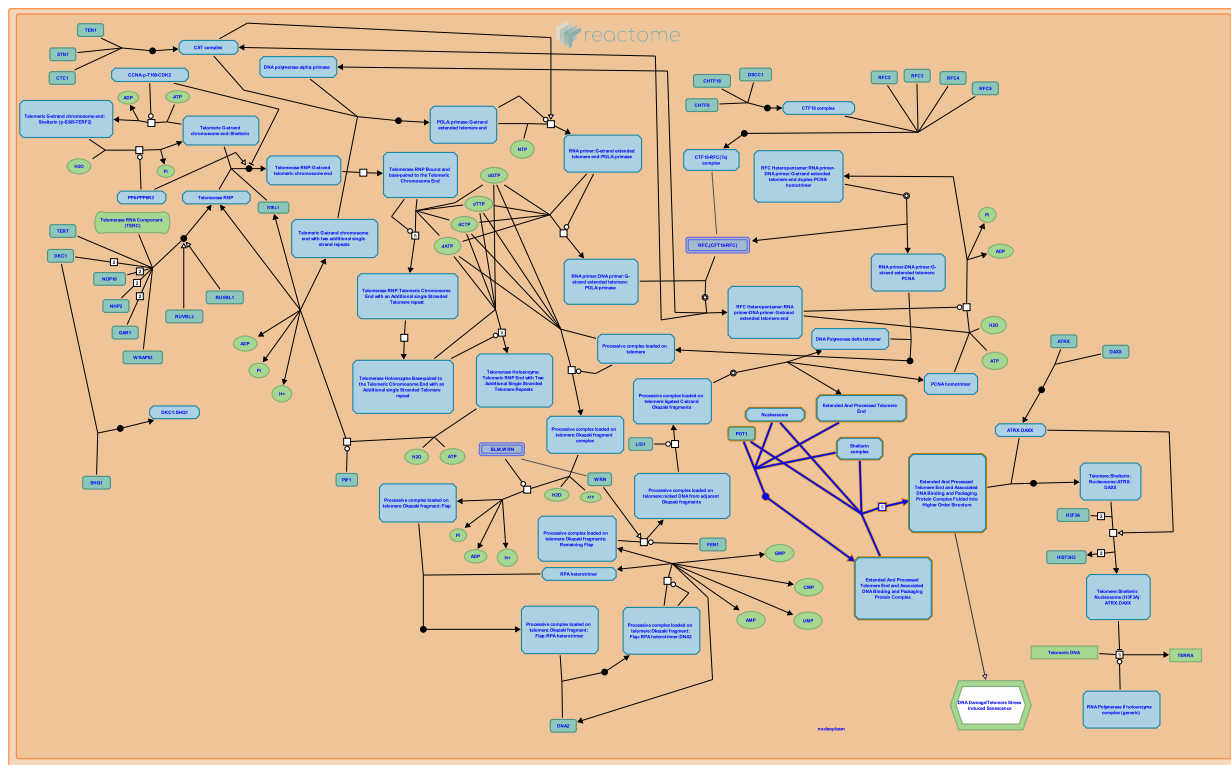 reactome
TEN1
STN1
CTC1
CST complex
CCNA:p-T160-CDK2
DNA polymerase alpha:primase
ADP
ATP
Telomeric G-strand chromosome end:
Shelterin (p-S365-TERF2)
Telomeric G-strand
chromosome end:Shelterin
H2O
Pi
Telomerase RNP:G-strand
telomeric chromosome end
Telomerase RNP Bound and
base-paired to the Telomeric
Chromosome End
Telomerase RNP
Telomerase RNA Component
(TERC)
RTEL1
TERT
DKC1
2
NOP10
2
NHP2
2
GAR1
2
WRAP53
RUVBL2
RUVBL1
DKC1:SHQ1
SHQ1
Telomeric G-strand chromosome
end with two additional single
strand repeats
ADP
Pi
H+
PIF1
POLA primase:G-strand
extended telomere end
NTP
RNA primer:G-strand extended
telomere end:POLA primase
dGTP
dTTP
dCTP
dATP
RNA primer:DNA primer:G-
strand extended telomere:
POLA primase
Telomerase RNP:Telomeric Chromosome
End with an Additional single Stranded
Telomere repeat
Telomerase Holoenzyme Base-paired to
the Telomeric Chromosome End with an
Additional single Stranded Telomere
repeat
Telomerase Holoenzyme:
Telomeric RNP End with Two
Additional Single Stranded
Telomere Repeats
H2O
ATP
CHTF18
DSCC1
CHTF8
CTF18 complex
RFC2
RFC3
RFC4
RFC5
CTF18-RFC(7s)
complex
RFC Heteropentamer:RNA primer-
DNA primer:G-strand extended
telomere end duplex:PCNA
homotrimer
RFC,(CFT18-RFC)
RNA primer-DNA primer:G-
strand extended telomere:
PCNA
Pi
ADP
RFC Heteropentamer:RNA
primer-DNA primer:G-strand
extended telomere end
H2O
ATP
DNA Polymerase delta tetramer
PCNA homotrimer
Processive complex loaded on
telomere
Processive complex loaded on
telomere:ligated C-strand
Okazaki fragments
LIG1
Processive complex loaded on
telomere:nicked DNA from adjacent
Okazaki fragments
Processive complex loaded on
telomere:Okazaki fragment
complex
BLM,WRN
H2O
ATP
WRN
Processive complex loaded on
telomere:Okazaki fragment:Flap
Pi
ADP
H+
Processive complex loaded on
telomere:Okazaki fragments:
Remaining Flap
FEN1
RPA heterotrimer
GMP
CMP
UMP
AMP
Processive complex loaded on
telomere:Okazaki fragment:
Flap:RPA heterotrimer
Processive complex loaded on
telomere:Okazaki fragment:
Flap:RPA heterotrimer:DNA2
DNA2
Nucleosome
POT1
Extended And Processed Telomere
End
Shelterin
complex
Extended And Processed
Telomere End and Associated
DNA Binding and Packaging
Protein Complex Folded Into
Higher Order Structure
Extended And Processed
Telomere End and Associated
DNA Binding and Packaging
Protein Complex
ATRX
DAXX
ATRX:DAXX
Telomere:Shelterin:
Nucleosome:ATRX:
DAXX
H3F3A
2
HIST3H3
2
Telomere:Shelterin:
Nucleosome (H3F3A):
ATRX:DAXX
Telomeric DNA
TERRA
RNA Polymerase II holoenzyme
complex (generic)
DNA Damage/Telomere Stress
Induced Senescence
nucleoplasm